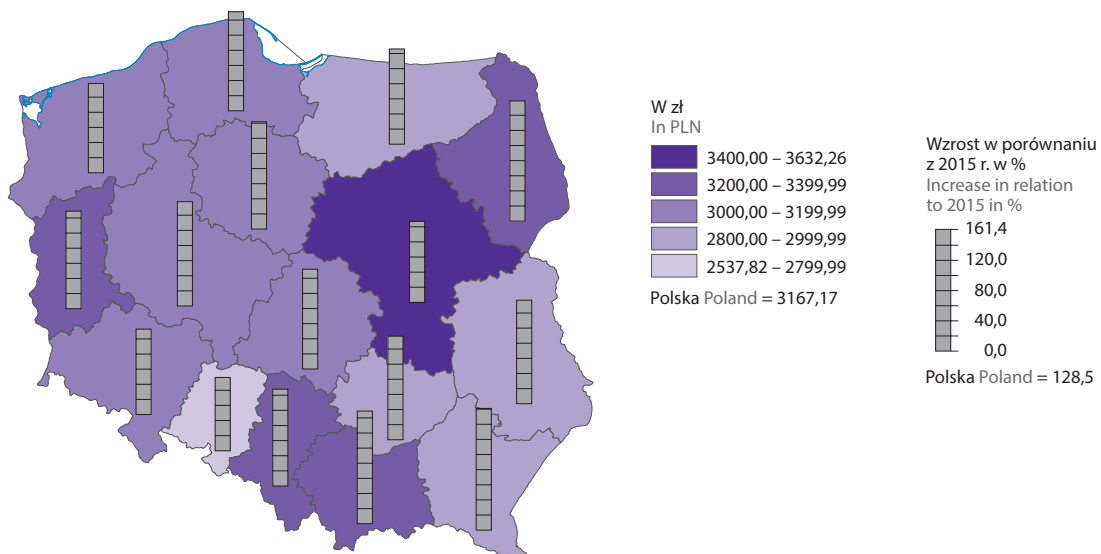 W zł
In PLN
3400,00 – 3632,26
3200,00 – 3399,99
3000,00 – 3199,99
2800,00 – 2999,99
2537,82 – 2799,99
Polska Poland = 3167,17
Wzrost w porównaniu
z 2015 r. w %
Increase in relation
to 2015 in %
161,4
120,0
80,0
40,0
0,0
Polska Poland = 128,5